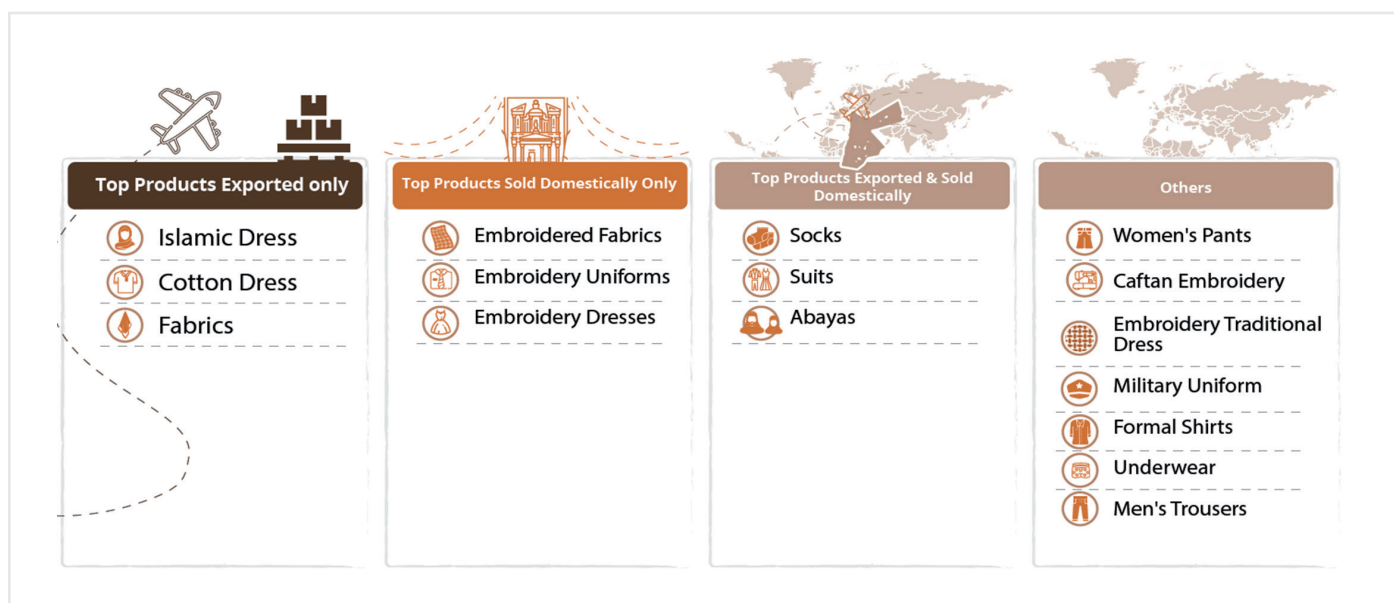 Top Products Exported only
Islamic Dress
Cotton Dress
Fabrics
Top Products Sold Domestically Only
Embroidered Fabrics
Embroidery Uniforms
Embroidery Dresses
Top Products Exported & Sold
Domestically
Socks
Suits
Abayas
Others
Women's Pants
Caftan Embroidery
Embroidery Traditional
Dress
Military Uniform
Formal Shirts
Underwear
Men's Trousers